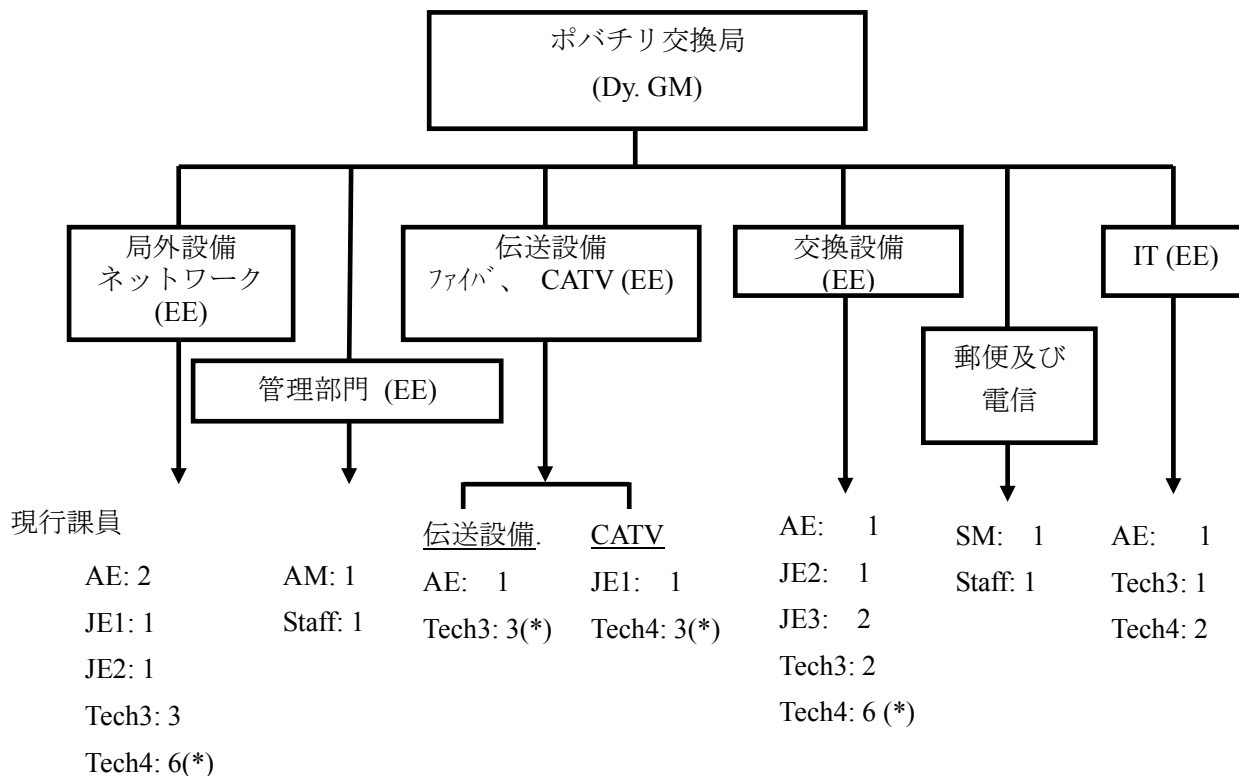 ポバチリ交換局
(Dy. GM)
局外設備
ネットワーク
(EE)
管理部門 (EE)
伝送設備
ﾌｧｲﾊﾞ、 CATV (EE)
交換設備
(EE)
郵便及び
電信
IT (EE)
現行課員
AE: 2
JE1: 1
JE2: 1
Tech3: 3
Tech4: 6(*)
AM: 1
Staff: 1
伝送設備.
AE: 1
Tech3: 3(*)
CATV
JE1: 1
Tech4: 3(*)
AE: 1
JE2: 1
JE3: 2
Tech3: 2
Tech4: 6 (*)
SM: 1
Staff: 1
AE: 1
Tech3: 1
Tech4: 2